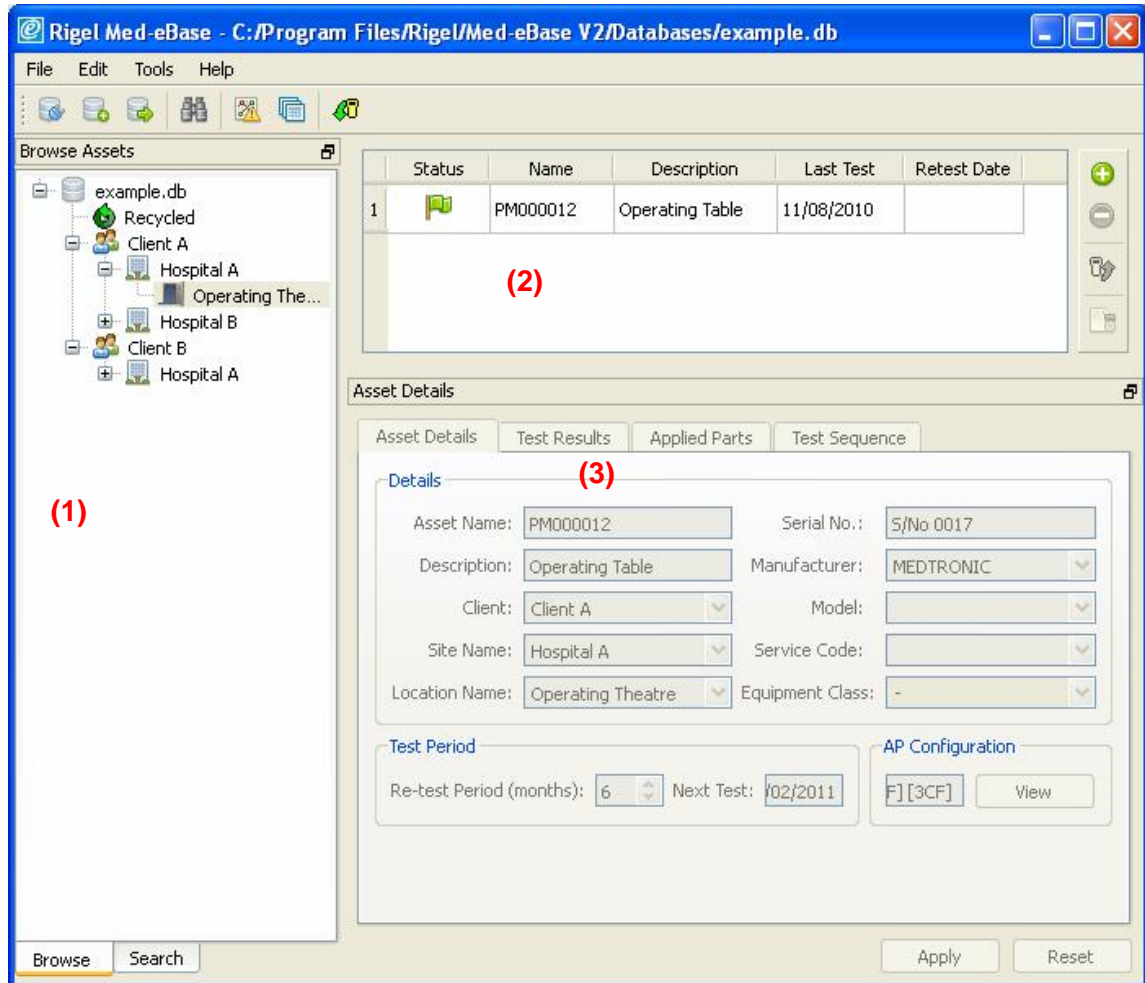 Rigel Med-eBase - C:/Program Files/Rigel/Med-eBase V2/Databases/example.db
File Edit Tools Help
Browse Assets
example.db
Recycled
Client A
Hospital A
Operating The...
Hospital B
Client B
Hospital A
(1)
Browse Search
Status Name Description Last Test Retest Date
1 PM000012 Operating Table 11/08/2010
(2)
Asset Details
Asset Details Test Results Applied Parts Test Sequence
(3)
Details
Asset Name: PM000012 Serial No.: S/No 0017
Description: Operating Table Manufacturer: MEDTRONIC
Client: Client A Model:
Site Name: Hospital A Service Code:
Location Name: Operating Theatre Equipment Class: -
Test Period AP Configuration
Re-test Period (months): 6 Next Test: /02/2011 F][3CF] View
Apply Reset